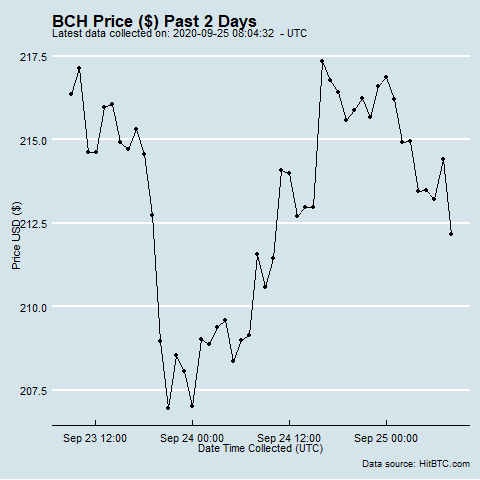 BCH Price ($) Past 2 Days
Latest data collected on: 2020-09-25 08:04:32  - UTC
217.5
215.0
212.5
210.0
207.5
Price USD ($)
Sep 23 12:00 Sep 24 00:00 Sep 24 12:00 Sep 25 00:00
Date Time Collected (UTC)
Data source: HitBTC.com